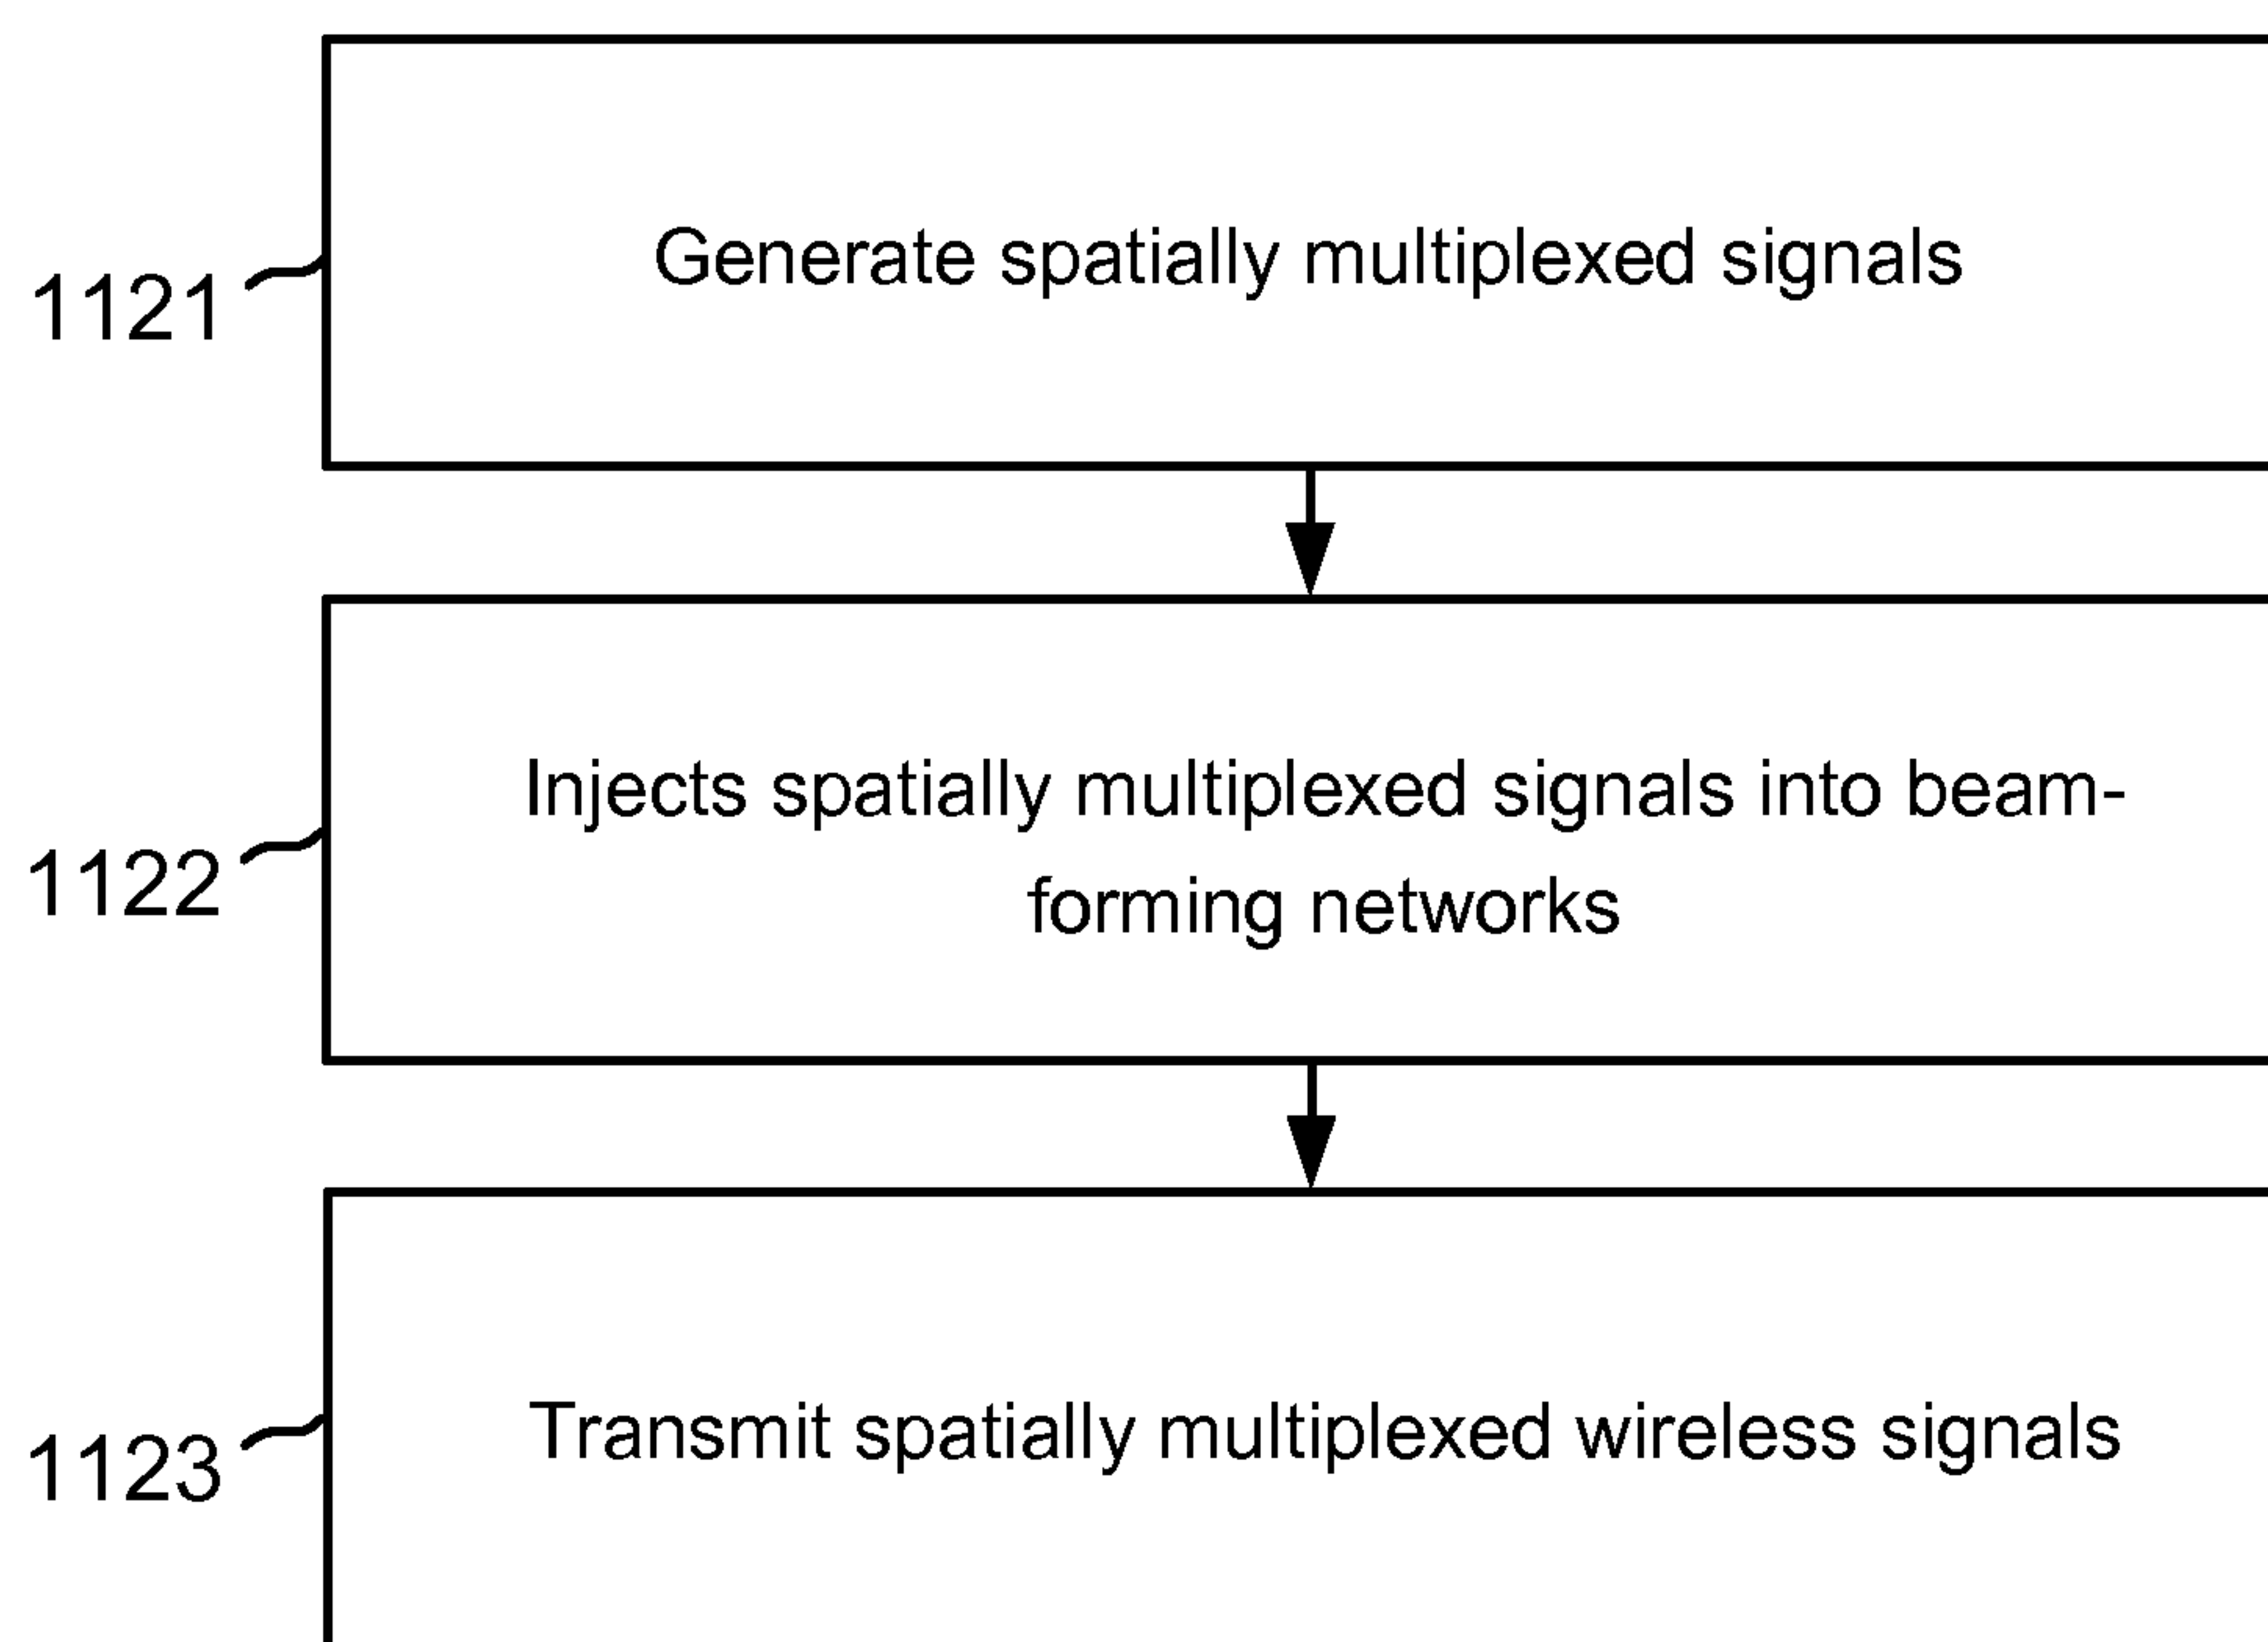 Generate spatially multiplexed signals
1121
Injects spatially multiplexed signals into beam-
forming networks
1122
Transmit spatially multiplexed wireless signals
1123